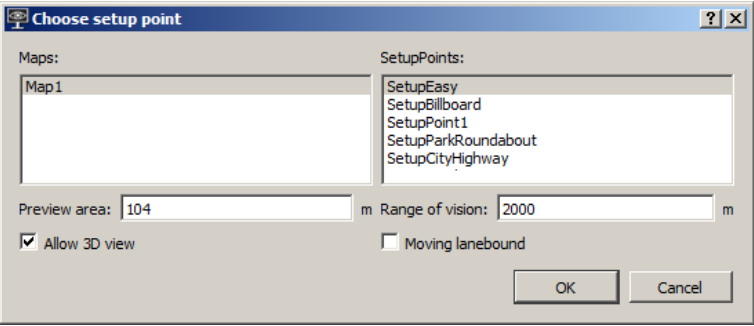 Choose setup point
Maps:
SetupPoints:
Map1
SetupEasy
SetupBillboard
SetupPoint1
SetupParkRoundabout
SetupCityHighway
Preview area: 104 m
Range of vision: 2000 m
Allow 3D view
Moving lanebound
OK
Cancel